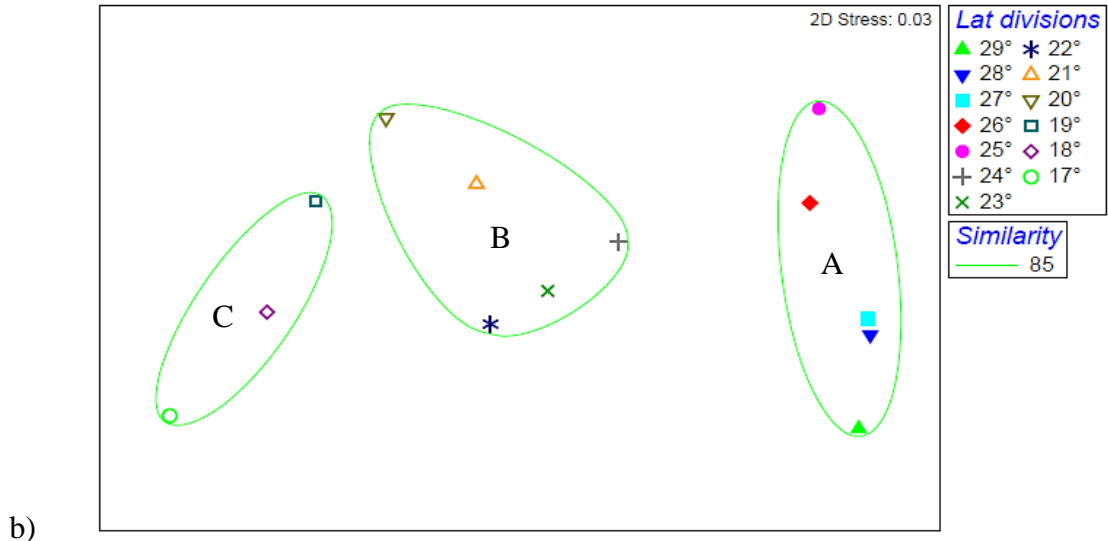 2D Stress: 0.03
Lat divisions
29° 22°
28° 21°
27° 20°
26° 19°
25° 18°
24° 17°
23°
Similarity
85
A
B
C
b)